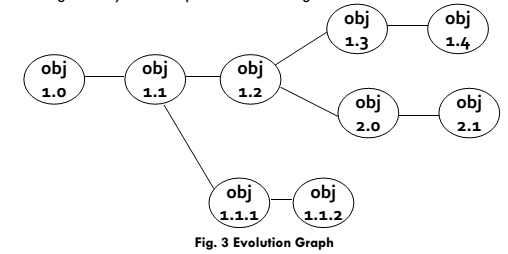 obj
1.3
obj
1.4
obj
1.0
obj
1.1
obj
1.2
obj
2.0
obj
2.1
obj
1.1.1
obj
1.1.2
Fig. 3 Evolution Graph